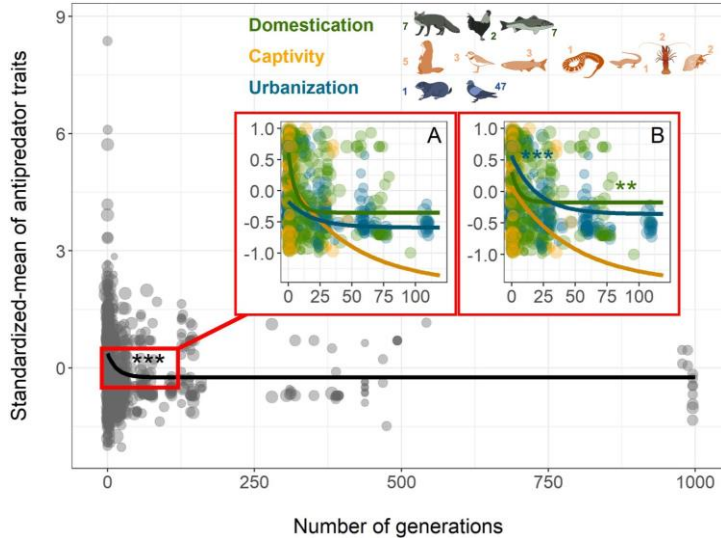 9
6
3
0
Standardized-mean of antipredator traits
Domestication 7 2 7
Captivity 5 3 3 1 1 2 2
Urbanization 1 47
A
1.0
0.5
0.0
-0.5
-1.0
0 25 50 75 100
B
1.0
0.5
0.0
-0.5
-1.0
***
**
0 25 50 75 100
***
0 250 500 750 1000
Number of generations